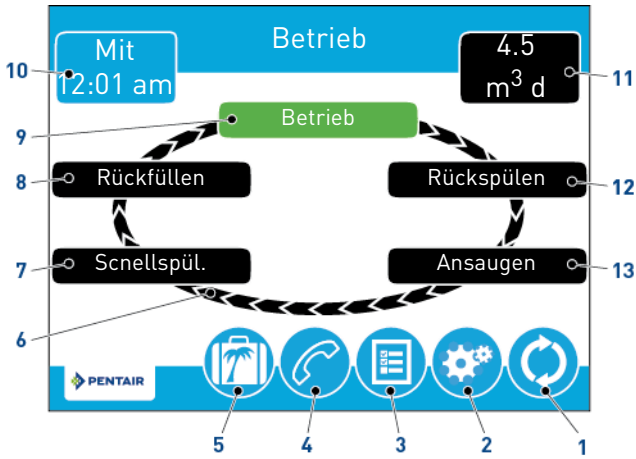 Betrieb
Mit
12:01 am
4.5
m³ d
10
11
Betrieb
9
Rückfüllen
8
Rückspülen
12
Scnellspül.
7
Ansaugen
13
6
PENTAIR
5
4
3
2
1